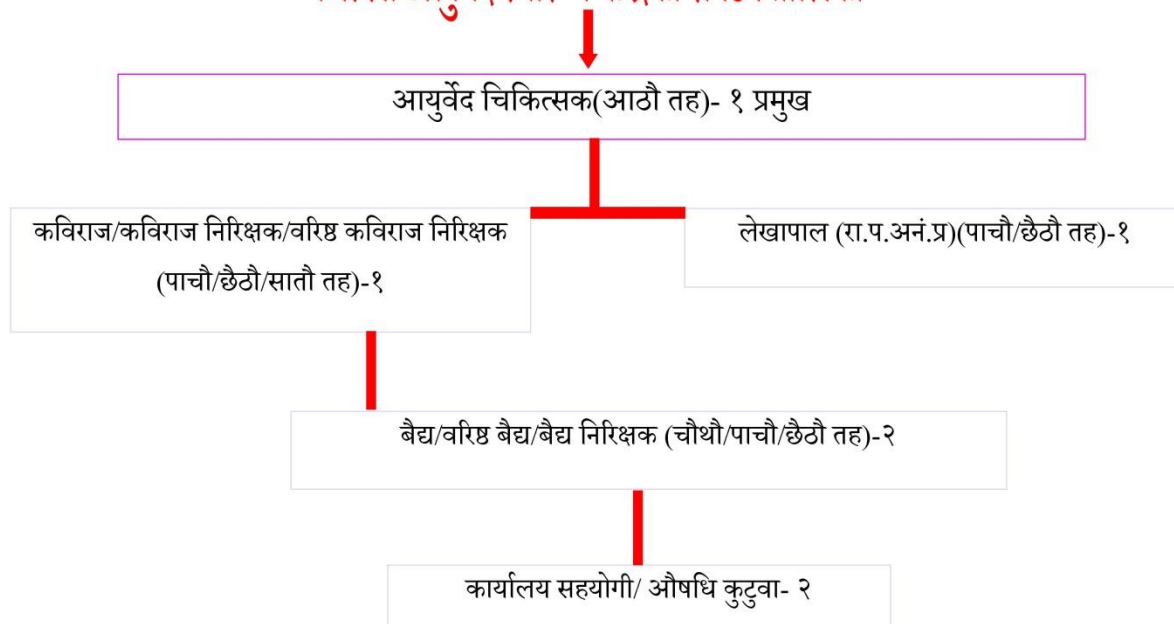 आयुर्वेद चिकित्सक(आठौ तह)- १ प्रमुख
कविराज/कविराज निरिक्षक/वरिष्ठ कविराज निरिक्षक
(पाचौ/छैठौ/सातौ तह)-१
लेखापाल (रा.प.अनं.प्र)(पाचौ/छैठौ तह)-१
बैद्य/वरिष्ठ बैद्य/बैद्य निरिक्षक (चौथौ/पाचौ/छैठौ तह)-२
कार्यालय सहयोगी/ औषधि कुटुवा- २